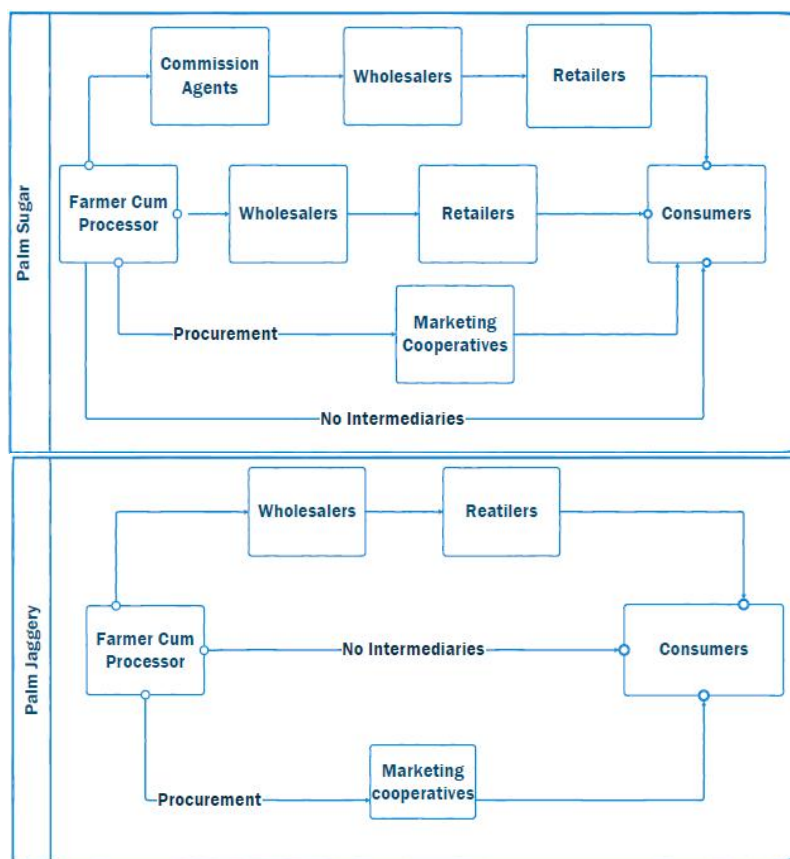 Palm Sugar
Commission
Agents
Wholesalers
Retailers
Farmer Cum
Processor
Wholesalers
Retailers
Consumers
Procurement
Marketing
Cooperatives
No Intermediaries
Palm Jaggery
Wholesalers
Reatilers
Farmer Cum
Processor
No Intermediaries
Consumers
Procurement
Marketing
cooperatives